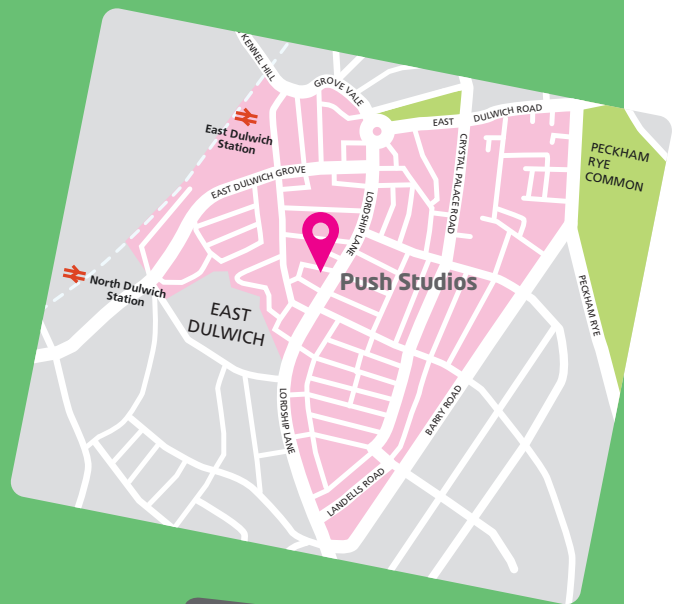 KENNEL HILL
GROVE VALE
EAST DULWICH ROAD
East Dulwich
Station
CRYSTAL PALACE ROAD
PECKHAM
RYE
COMMON
EAST DULWICH GROVE
LORDSHIP LANE
Push Studios
North Dulwich
Station
EAST
DULWICH
PECKHAM RYE
LORDSHIP LANE
BARRY ROAD
LANDELLS ROAD